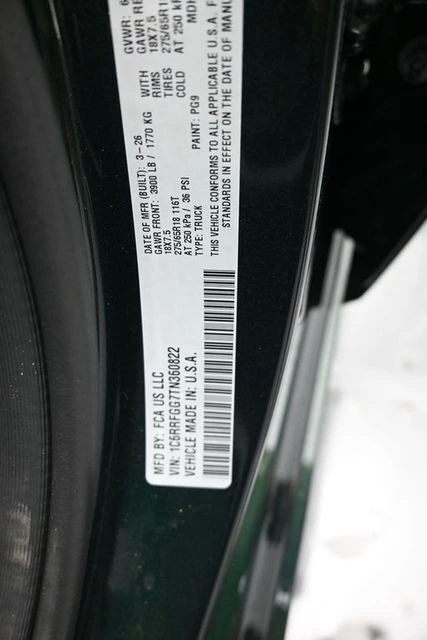 MFD BY: FCA US LLC
DATE OF MFR (BUILT): 3-26
GVWR: 
GAWR FRONT: 3900 LB / 1770 KG
WITH
GAWR RE
18X7.5
RIMS
18X7.5
275/65R18 116T
TIRES
275/65R18
AT 250 kPa / 36 PSI
COLD
AT 250 kP
VIN: 1C6RRFGG7TN360822
TYPE: TRUCK
VEHICLE MADE IN: U.S.A.
PAINT: PG9
MDH
THIS VEHICLE CONFORMS TO ALL APPLICABLE U.S.A. F
STANDARDS IN EFFECT ON THE DATE OF MANU